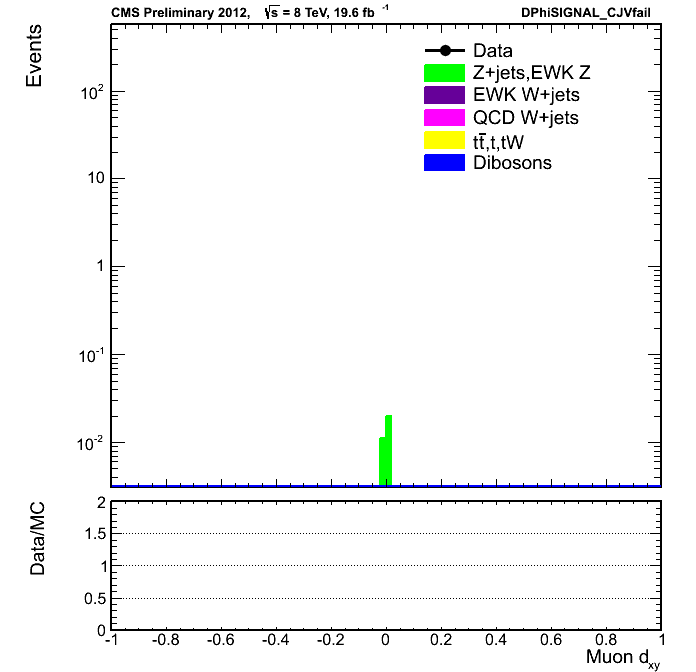 CMS Preliminary 2012, √s = 8 TeV, 19.6 fb⁻¹ DPhiSIGNAL_CJVfail
Events
Data
Z+jets,EWK Z
EWK W+jets
QCD W+jets
tt̅,t,tW
Dibosons
10²
10
1
10⁻¹
10⁻²
Data/MC
2
1.5
1
0.5
0
-1 -0.8 -0.6 -0.4 -0.2 0 0.2 0.4 0.6 0.8 1
Muon d_xy